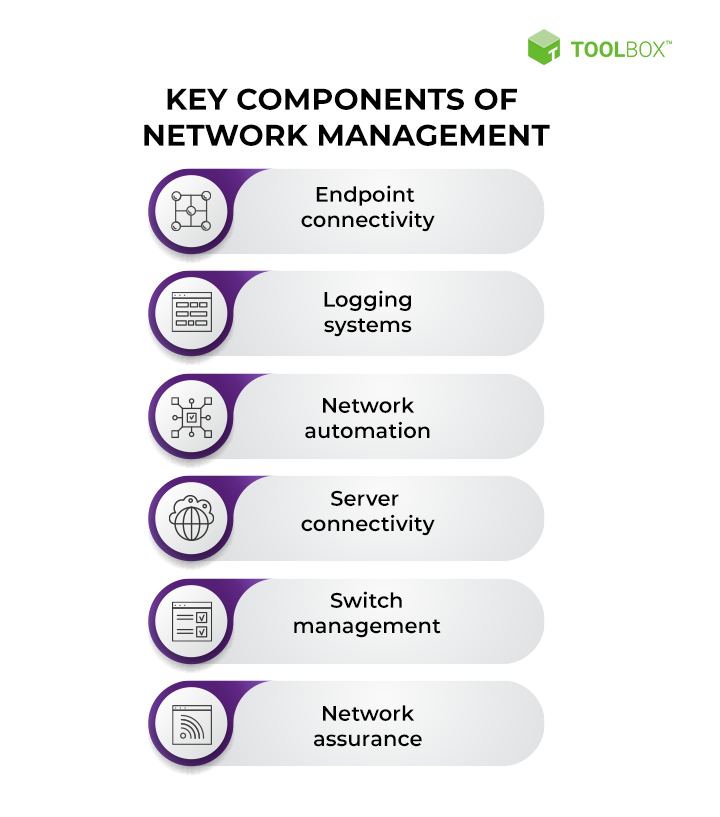 TOOLBOX™
KEY COMPONENTS OF
NETWORK MANAGEMENT
Endpoint
connectivity
Logging
systems
Network
automation
Server
connectivity
Switch
management
Network
assurance